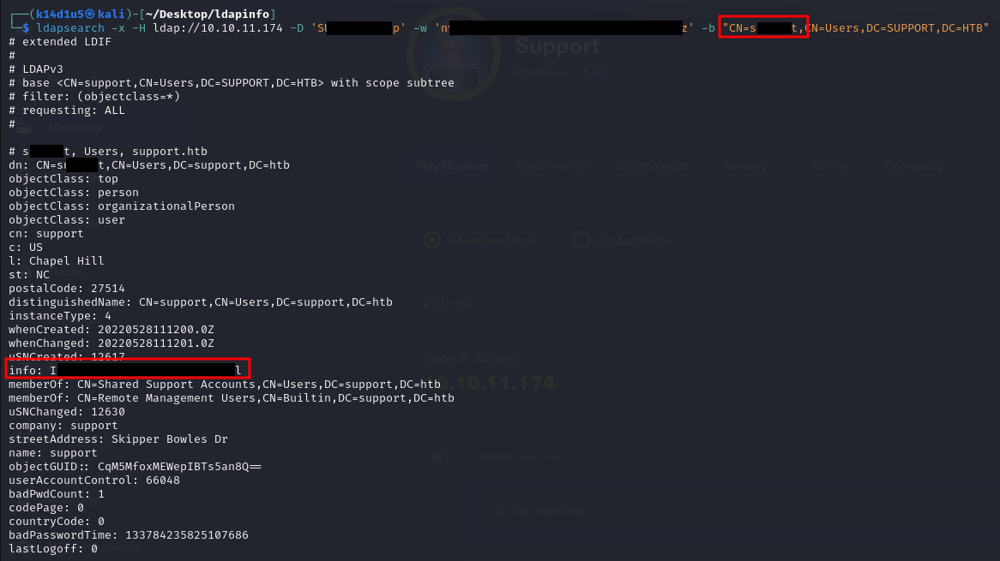 ┌──(k14d1u5㉿kali)-[~/Desktop/ldapinfo]
└─$ ldapsearch -x -H ldap://10.10.11.174 -D 'SU p' -w 'n z' -b "CN=s t,CN=Users,DC=SUPPORT,DC=HTB"
# extended LDIF
#
# LDAPv3
# base <CN=support,CN=Users,DC=SUPPORT,DC=HTB> with scope subtree
# filter: (objectclass=*)
# requesting: ALL
#
# s t, Users, support.htb
dn: CN=su t,CN=Users,DC=support,DC=htb
objectClass: top
objectClass: person
objectClass: organizationalPerson
objectClass: user
cn: support
c: US
l: Chapel Hill
st: NC
postalCode: 27514
distinguishedName: CN=support,CN=Users,DC=support,DC=htb
instanceType: 4
whenCreated: 20220528111200.0Z
whenChanged: 20220528111201.0Z
uSNCreated: 12617
info: I l
memberOf: CN=Shared Support Accounts,CN=Users,DC=support,DC=htb
memberOf: CN=Remote Management Users,CN=Builtin,DC=support,DC=htb
uSNChanged: 12630
company: support
streetAddress: Skipper Bowles Dr
name: support
objectGUID:: CqM5MfoxMEWepIBTs5an8Q==
userAccountControl: 66048
badPwdCount: 1
codePage: 0
countryCode: 0
badPasswordTime: 133784235825107686
lastLogoff: 0
Support
Windows Easy
Machines
Play Machine Machine Info Walkthroughs Reviews Activity Changelog
Adventure Mode Guided Mode
Target IP Address
10.10.11.174